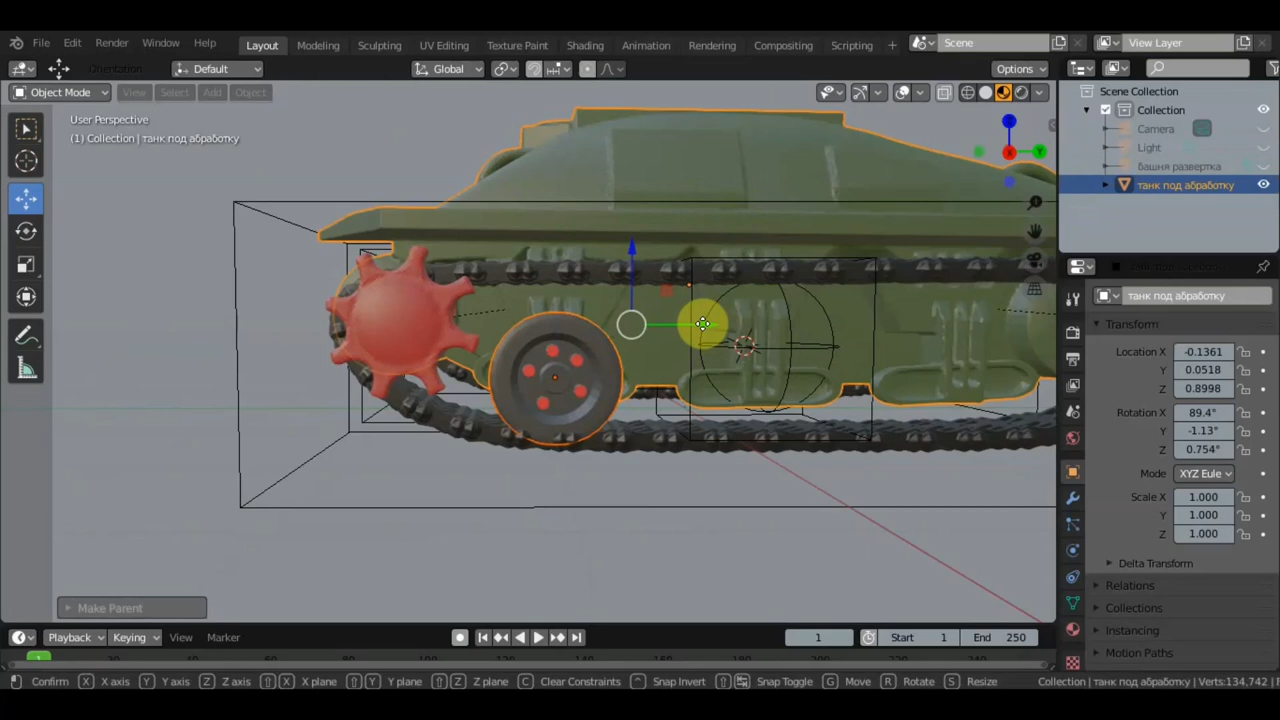 File Edit Render Window Help Layout Modeling Sculpting UV Editing Texture Paint Shading Animation Rendering Compositing Scripting + Scene View Layer
Orientation Default Global Options
Object Mode View Select Add Object
User Perspective
(1) Collection | танк под абработку
Scene Collection
Collection
Camera
Light
башня развертка
танк под абработку
танк под абработку
Transform
Location X -0.1361
Y 0.0518
Z 0.8998
Rotation X 89.4°
Y -1.13°
Z 0.754°
Mode XYZ Eule
Scale X 1.000
Y 1.000
Z 1.000
Delta Transform
Relations
Collections
Instancing
Motion Paths
Make Parent
Playback Keying View Marker 1 Start 1 End 250
1
Confirm X X axis Y Y axis Z Z axis X X plane Y Y plane Z Z plane C Clear Constraints ^ Snap Invert Snap Toggle G Move R Rotate S Resize Collection | танк под абработку | Verts:134,742 | F